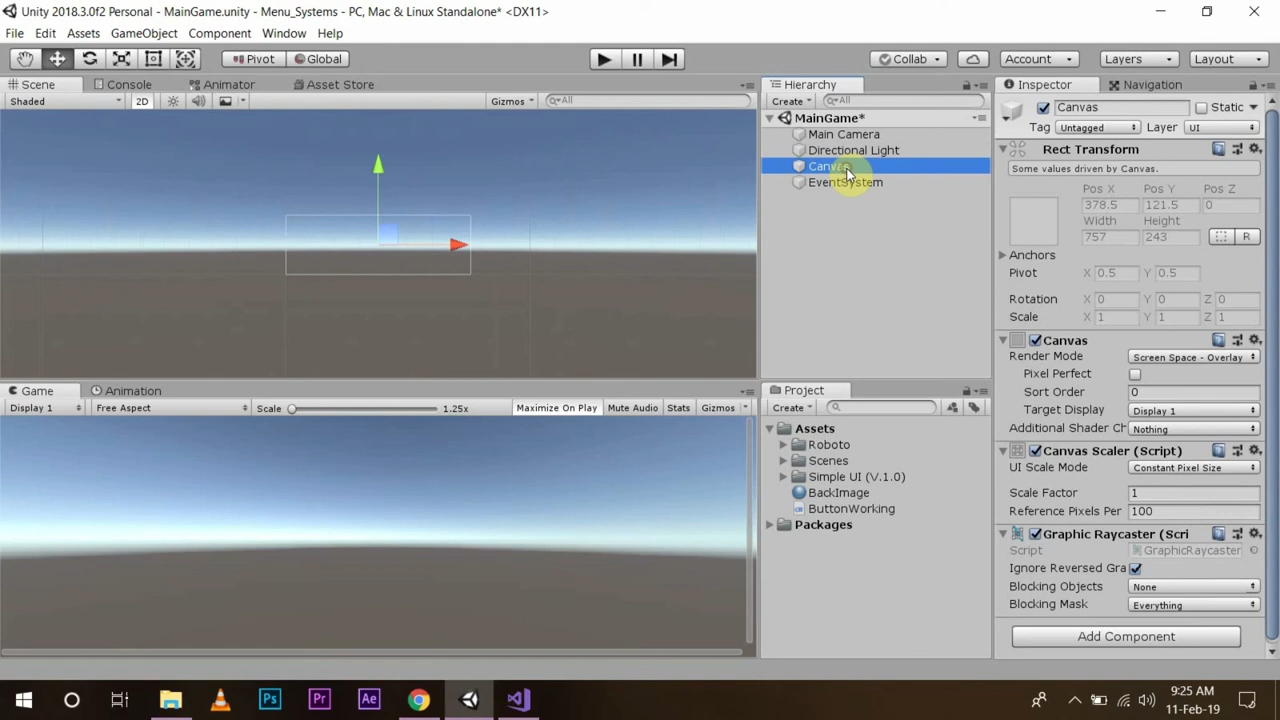 Unity 2018.3.0f2 Personal - MainGame.unity - Menu_Systems - PC, Mac & Linux Standalone* <DX11>
File Edit Assets GameObject Component Window Help
Pivot Global Collab Account Layers Layout
Scene Console Animator Asset Store
Shaded 2D Gizmos All
Hierarchy
Create All
MainGame*
Main Camera
Directional Light
Canvas
EventSystem
Inspector Navigation
Canvas Static
Tag Untagged Layer UI
Rect Transform
Some values driven by Canvas.
Pos X Pos Y Pos Z
378.5 121.5 0
Width Height
757 243 R
Anchors
Pivot X 0.5 Y 0.5
Rotation X 0 Y 0 Z 0
Scale X 1 Y 1 Z 1
Canvas
Render Mode Screen Space - Overlay
Pixel Perfect
Sort Order 0
Target Display Display 1
Additional Shader Ch Nothing
Canvas Scaler (Script)
UI Scale Mode Constant Pixel Size
Scale Factor 1
Reference Pixels Per 100
Graphic Raycaster (Scri
Script GraphicRaycaster
Ignore Reversed Gra
Blocking Objects None
Blocking Mask Everything
Add Component
Game Animation
Display 1 Free Aspect Scale 1.25x Maximize On Play Mute Audio Stats Gizmos
Project
Create
Assets
Roboto
Scenes
Simple UI (V.1.0)
BackImage
ButtonWorking
Packages
Ps Pr Ae
9:25 AM
11-Feb-19